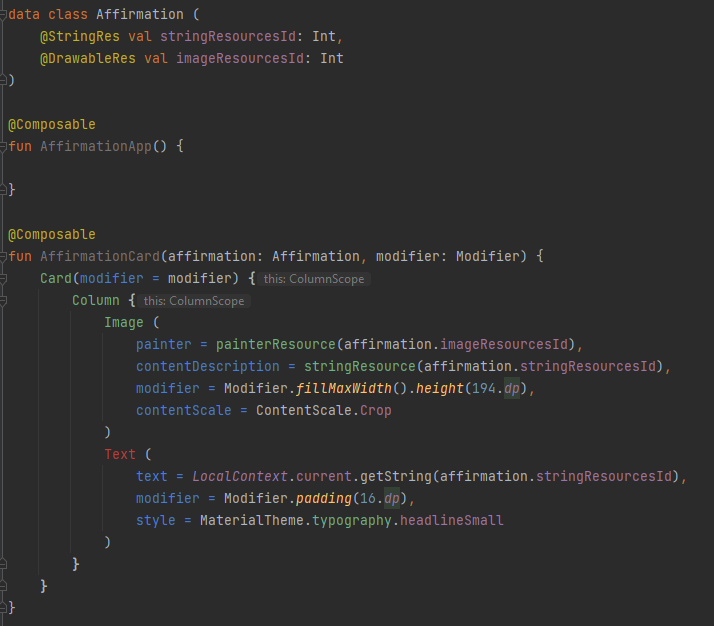 data class Affirmation (
    @StringRes val stringResourcesId: Int,
    @DrawableRes val imageResourcesId: Int
)

@Composable
fun AffirmationApp() {

}

@Composable
fun AffirmationCard(affirmation: Affirmation, modifier: Modifier) {
    Card(modifier = modifier) { this: ColumnScope
        Column { this: ColumnScope
            Image (
                painter = painterResource(affirmation.imageResourcesId),
                contentDescription = stringResource(affirmation.stringResourcesId),
                modifier = Modifier.fillMaxWidth().height(194.dp),
                contentScale = ContentScale.Crop
            )
            Text (
                text = LocalContext.current.getString(affirmation.stringResourcesId),
                modifier = Modifier.padding(16.dp),
                style = MaterialTheme.typography.headlineSmall
            )
        }
    }
}